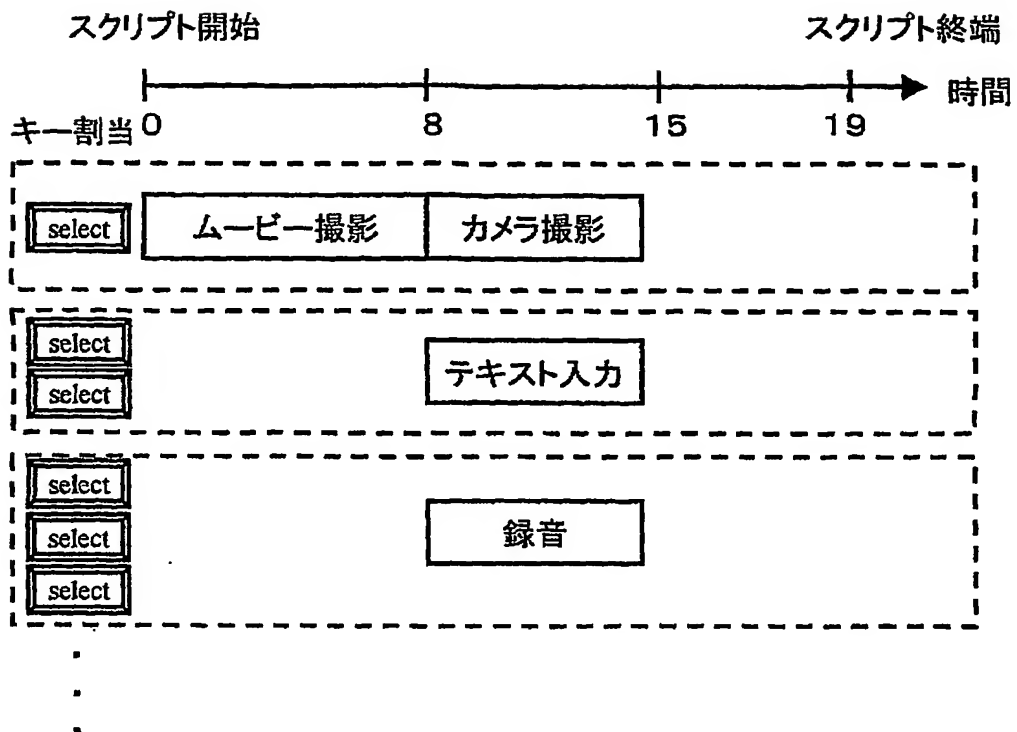 スクリプト開始 スクリプト終端
時間
キー割当 0 8 15 19
select ムービー撮影 カメラ撮影
select
テキスト入力
select
select
録音
select
select